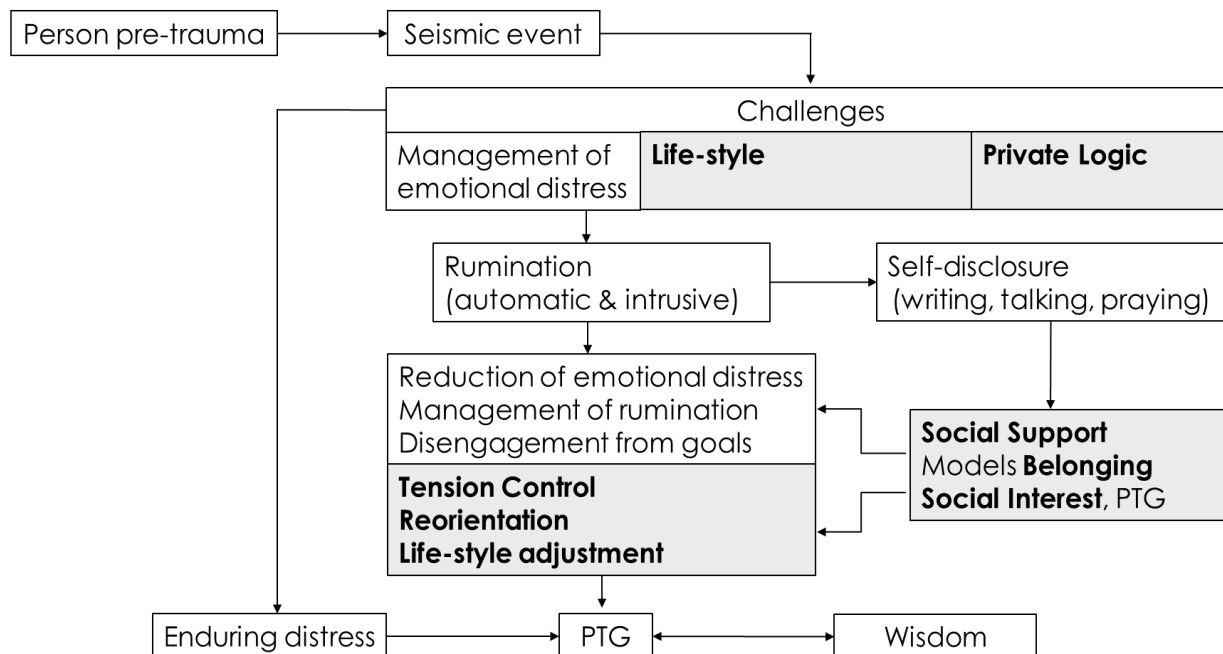 Person pre-trauma
Seismic event
Challenges
Management of
emotional distress
Life-style
Private Logic
Rumination
(automatic & intrusive)
Self-disclosure
(writing, talking, praying)
Reduction of emotional distress
Management of rumination
Disengagement from goals
Tension Control
Reorientation
Life-style adjustment
Social Support
Models Belonging
Social Interest, PTG
Enduring distress
PTG
Wisdom